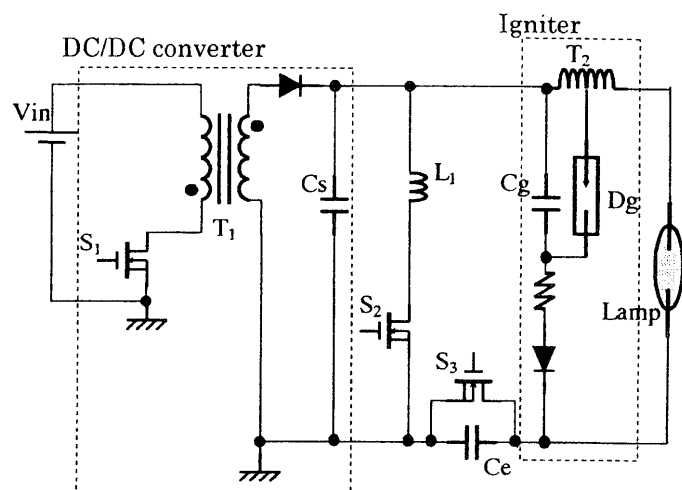 Igniter
DC/DC converter
T₂
Vin
L₁
Cs
Cg
Dg
S₁
T₁
S₂
Lamp
S₃
Ce